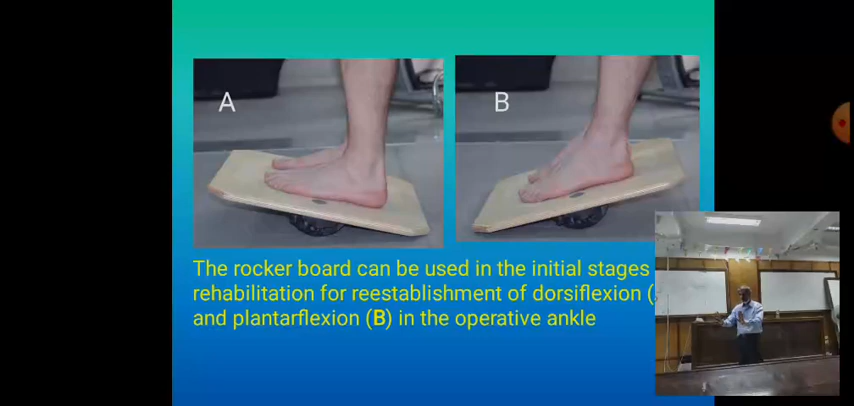 A
B
The rocker board can be used in the initial stages
rehabilitation for reestablishment of dorsiflexion (
and plantarflexion (B) in the operative ankle